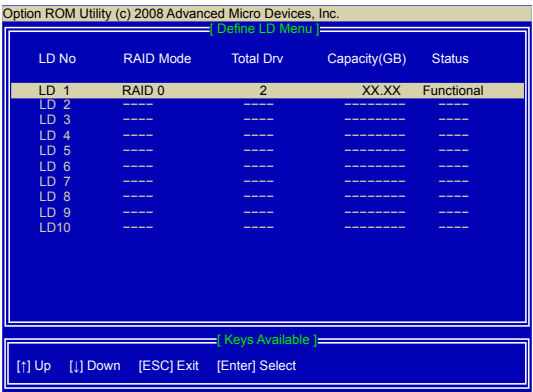 Option ROM Utility (c) 2008 Advanced Micro Devices, Inc.
[ Define LD Menu ]
LD No RAID Mode Total Drv Capacity(GB) Status
LD 1 RAID 0 2 XX.XX Functional
LD 2 ---- ---- -------- ----
LD 3 ---- ---- -------- ----
LD 4 ---- ---- -------- ----
LD 5 ---- ---- -------- ----
LD 6 ---- ---- -------- ----
LD 7 ---- ---- -------- ----
LD 8 ---- ---- -------- ----
LD 9 ---- ---- -------- ----
LD10 ---- ---- -------- ----
[ Keys Available ]
[↑] Up [↓] Down [ESC] Exit [Enter] Select